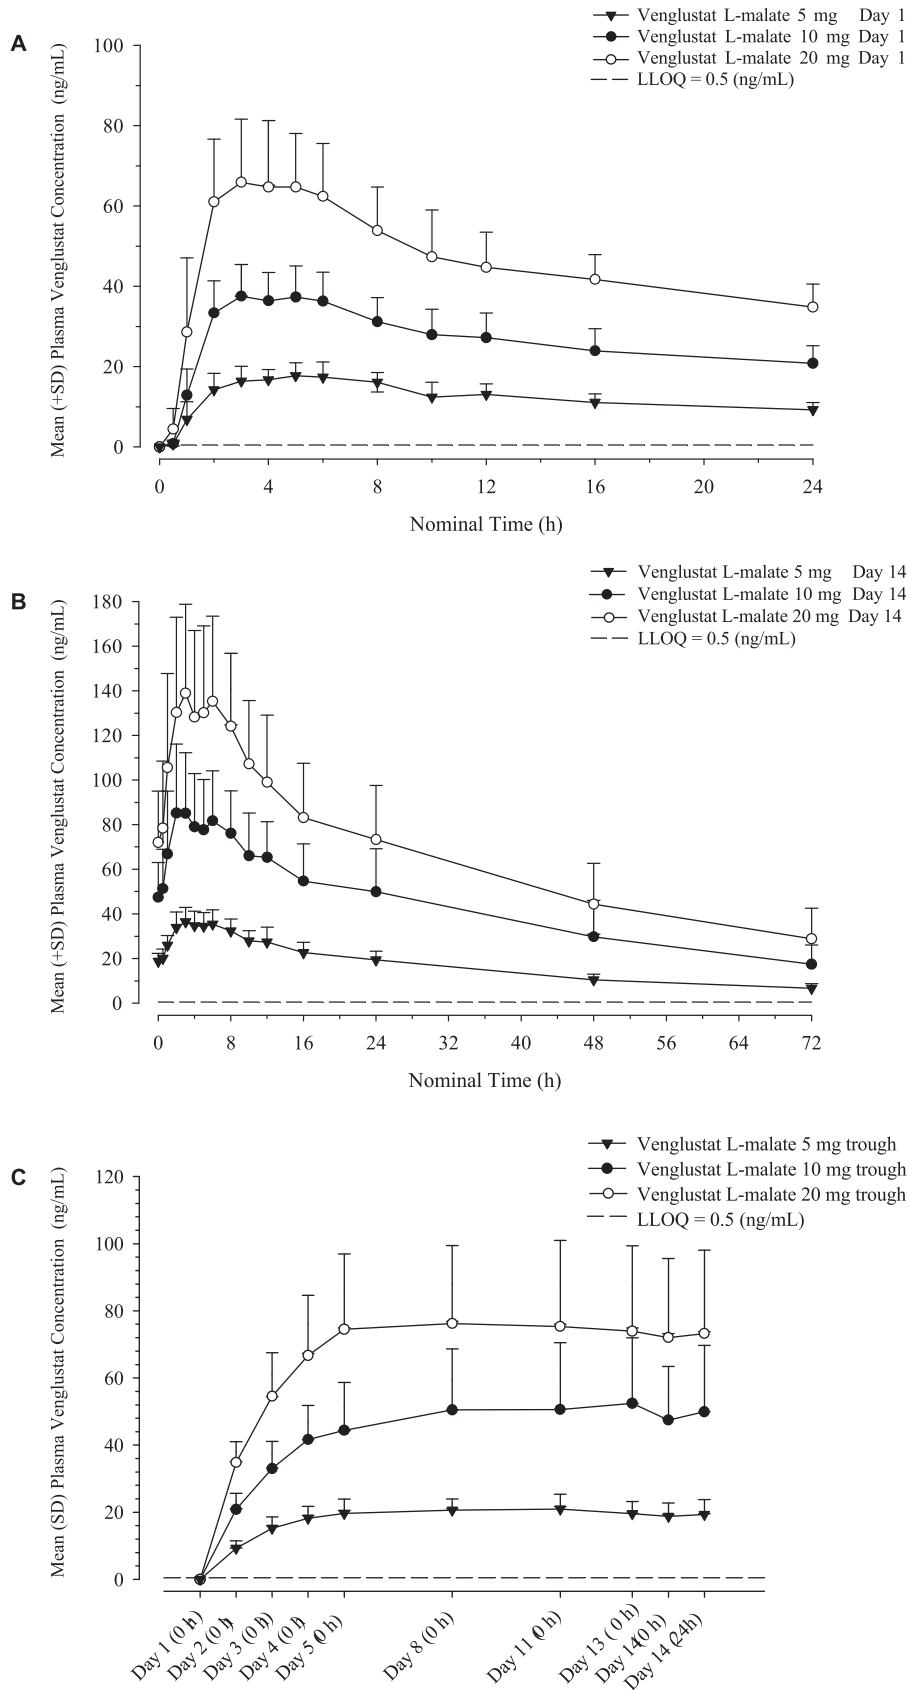 A
Venglustat L-malate 5 mg Day 1
Venglustat L-malate 10 mg Day 1
Venglustat L-malate 20 mg Day 1
LLOQ = 0.5 (ng/mL)
Mean (+SD) Plasma Venglustat Concentration (ng/mL)
100
80
60
40
20
0
0 4 8 12 16 20 24
Nominal Time (h)
B
Venglustat L-malate 5 mg Day 14
Venglustat L-malate 10 mg Day 14
Venglustat L-malate 20 mg Day 14
LLOQ = 0.5 (ng/mL)
Mean (+SD) Plasma Venglustat Concentration (ng/mL)
180
160
140
120
100
80
60
40
20
0
0 8 16 24 32 40 48 56 64 72
Nominal Time (h)
C
Venglustat L-malate 5 mg trough
Venglustat L-malate 10 mg trough
Venglustat L-malate 20 mg trough
LLOQ = 0.5 (ng/mL)
Mean (SD) Plasma Venglustat Concentration (ng/mL)
120
100
80
60
40
20
0
Day 1 (0 h)
Day 2 (0 h)
Day 3 (0 h)
Day 4 (0 h)
Day 5 (0 h)
Day 8 (0 h)
Day 11 (0 h)
Day 13 (0 h)
Day 14 (0 h)
Day 14 (24h)